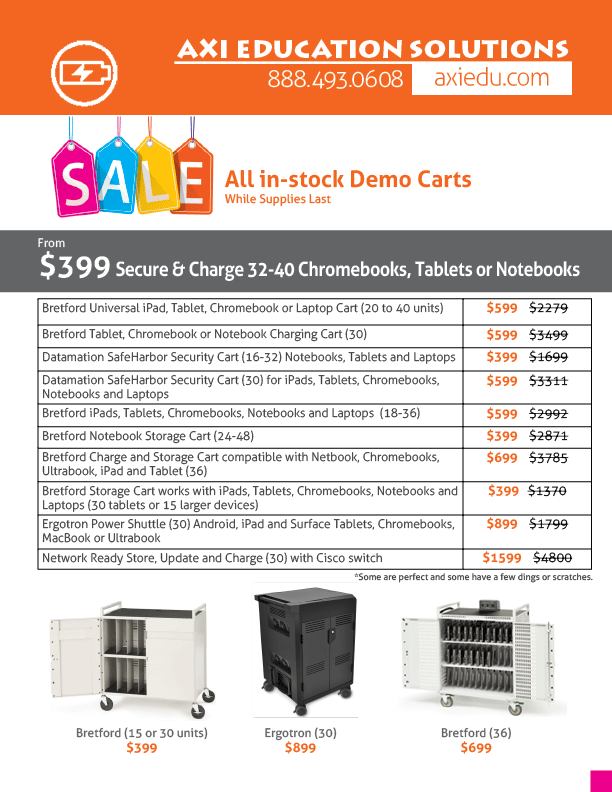 AXI EDUCATION SOLUTIONS
888.493.0608 axiedu.com
SALE
All in-stock Demo Carts
While Supplies Last
From
$399 Secure & Charge 32-40 Chromebooks, Tablets or Notebooks
Bretford Universal iPad, Tablet, Chromebook or Laptop Cart (20 to 40 units) $599 $2279
Bretford Tablet, Chromebook or Notebook Charging Cart (30) $599 $3499
Datamation SafeHarbor Security Cart (16-32) Notebooks, Tablets and Laptops $399 $1699
Datamation SafeHarbor Security Cart (30) for iPads, Tablets, Chromebooks, $599 $3311
Notebooks and Laptops
Bretford iPads, Tablets, Chromebooks, Notebooks and Laptops (18-36) $599 $2992
Bretford Notebook Storage Cart (24-48) $399 $2871
Bretford Charge and Storage Cart compatible with Netbook, Chromebooks, $699 $3785
Ultrabook, iPad and Tablet (36)
Bretford Storage Cart works with iPads, Tablets, Chromebooks, Notebooks and $399 $1370
Laptops (30 tablets or 15 larger devices)
Ergotron Power Shuttle (30) Android, iPad and Surface Tablets, Chromebooks, $899 $1799
MacBook or Ultrabook
Network Ready Store, Update and Charge (30) with Cisco switch $1599 $4800
*Some are perfect and some have a few dings or scratches.
Bretford (15 or 30 units) Ergotron (30) Bretford (36)
$399 $899 $699